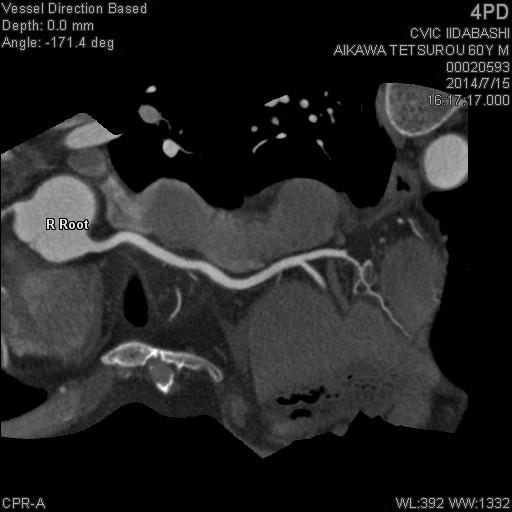 Vessel Direction Based
Depth: 0.0 mm
Angle: -171.4 deg
4PD
CVIC IIDABASHI
AIKAWA TETSUROU 60Y M
00020593
2014/7/15
16:17:17.000
R Root
CPR-A
WL:392 WW:1332